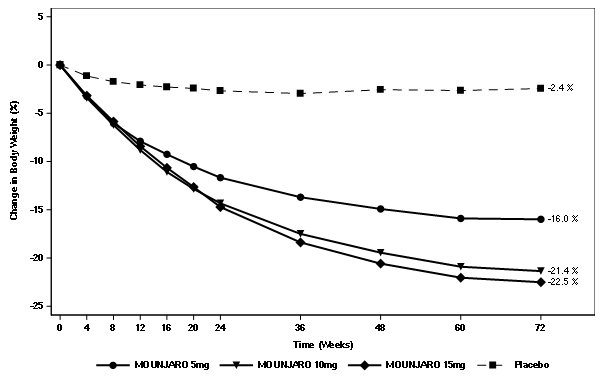 Change in Body Weight (%)
5
0
-5
-10
-15
-20
-25
-2.4 %
-16.0 %
-21.4 %
-22.5 %
0 4 8 12 16 20 24 36 48 60 72
Time (Weeks)
MOUNJARO 5mg MOUNJARO 10mg MOUNJARO 15mg Placebo